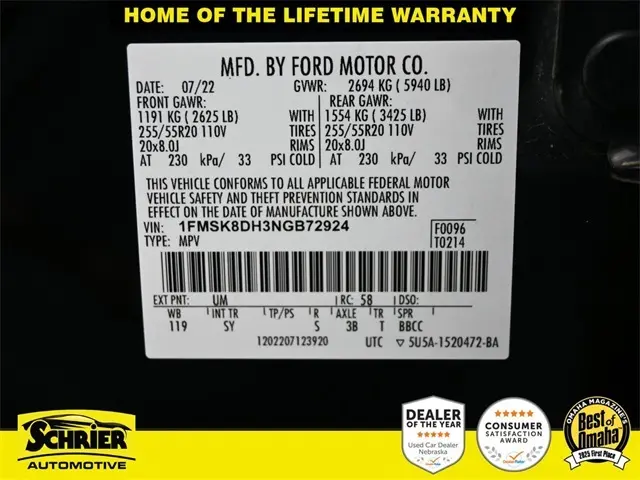 HOME OF THE LIFETIME WARRANTY
MFD. BY FORD MOTOR CO.
DATE: 07/22 GVWR: 2694 KG ( 5940 LB)
FRONT GAWR: REAR GAWR:
1191 KG ( 2625 LB) WITH 1554 KG ( 3425 LB) WITH
255/55R20 110V TIRES 255/55R20 110V TIRES
20x8.0J RIMS 20x8.0J RIMS
AT 230 kPa/ 33 PSI COLD AT 230 kPa/ 33 PSI COLD
THIS VEHICLE CONFORMS TO ALL APPLICABLE FEDERAL MOTOR
VEHICLE SAFETY AND THEFT PREVENTION STANDARDS IN
EFFECT ON THE DATE OF MANUFACTURE SHOWN ABOVE.
VIN: 1FMSK8DH3NGB72924 F0096
TYPE: MPV T0214
EXT PNT: UM RC: 58 DSO:
WB INT TR TP/PS R AXLE TR SPR
119 SY S 3B T BBCC
1202207123920 UTC ▽ 5U5A-1520472-BA
SCHRIER
AUTOMOTIVE
DEALER
OF THE YEAR
Used Car Dealer
Nebraska
DealerRater
CONSUMER
SATISFACTION
AWARD
DealerRater
OMAHA MAGAZINE'S
Best of
Omaha
2025 First Place